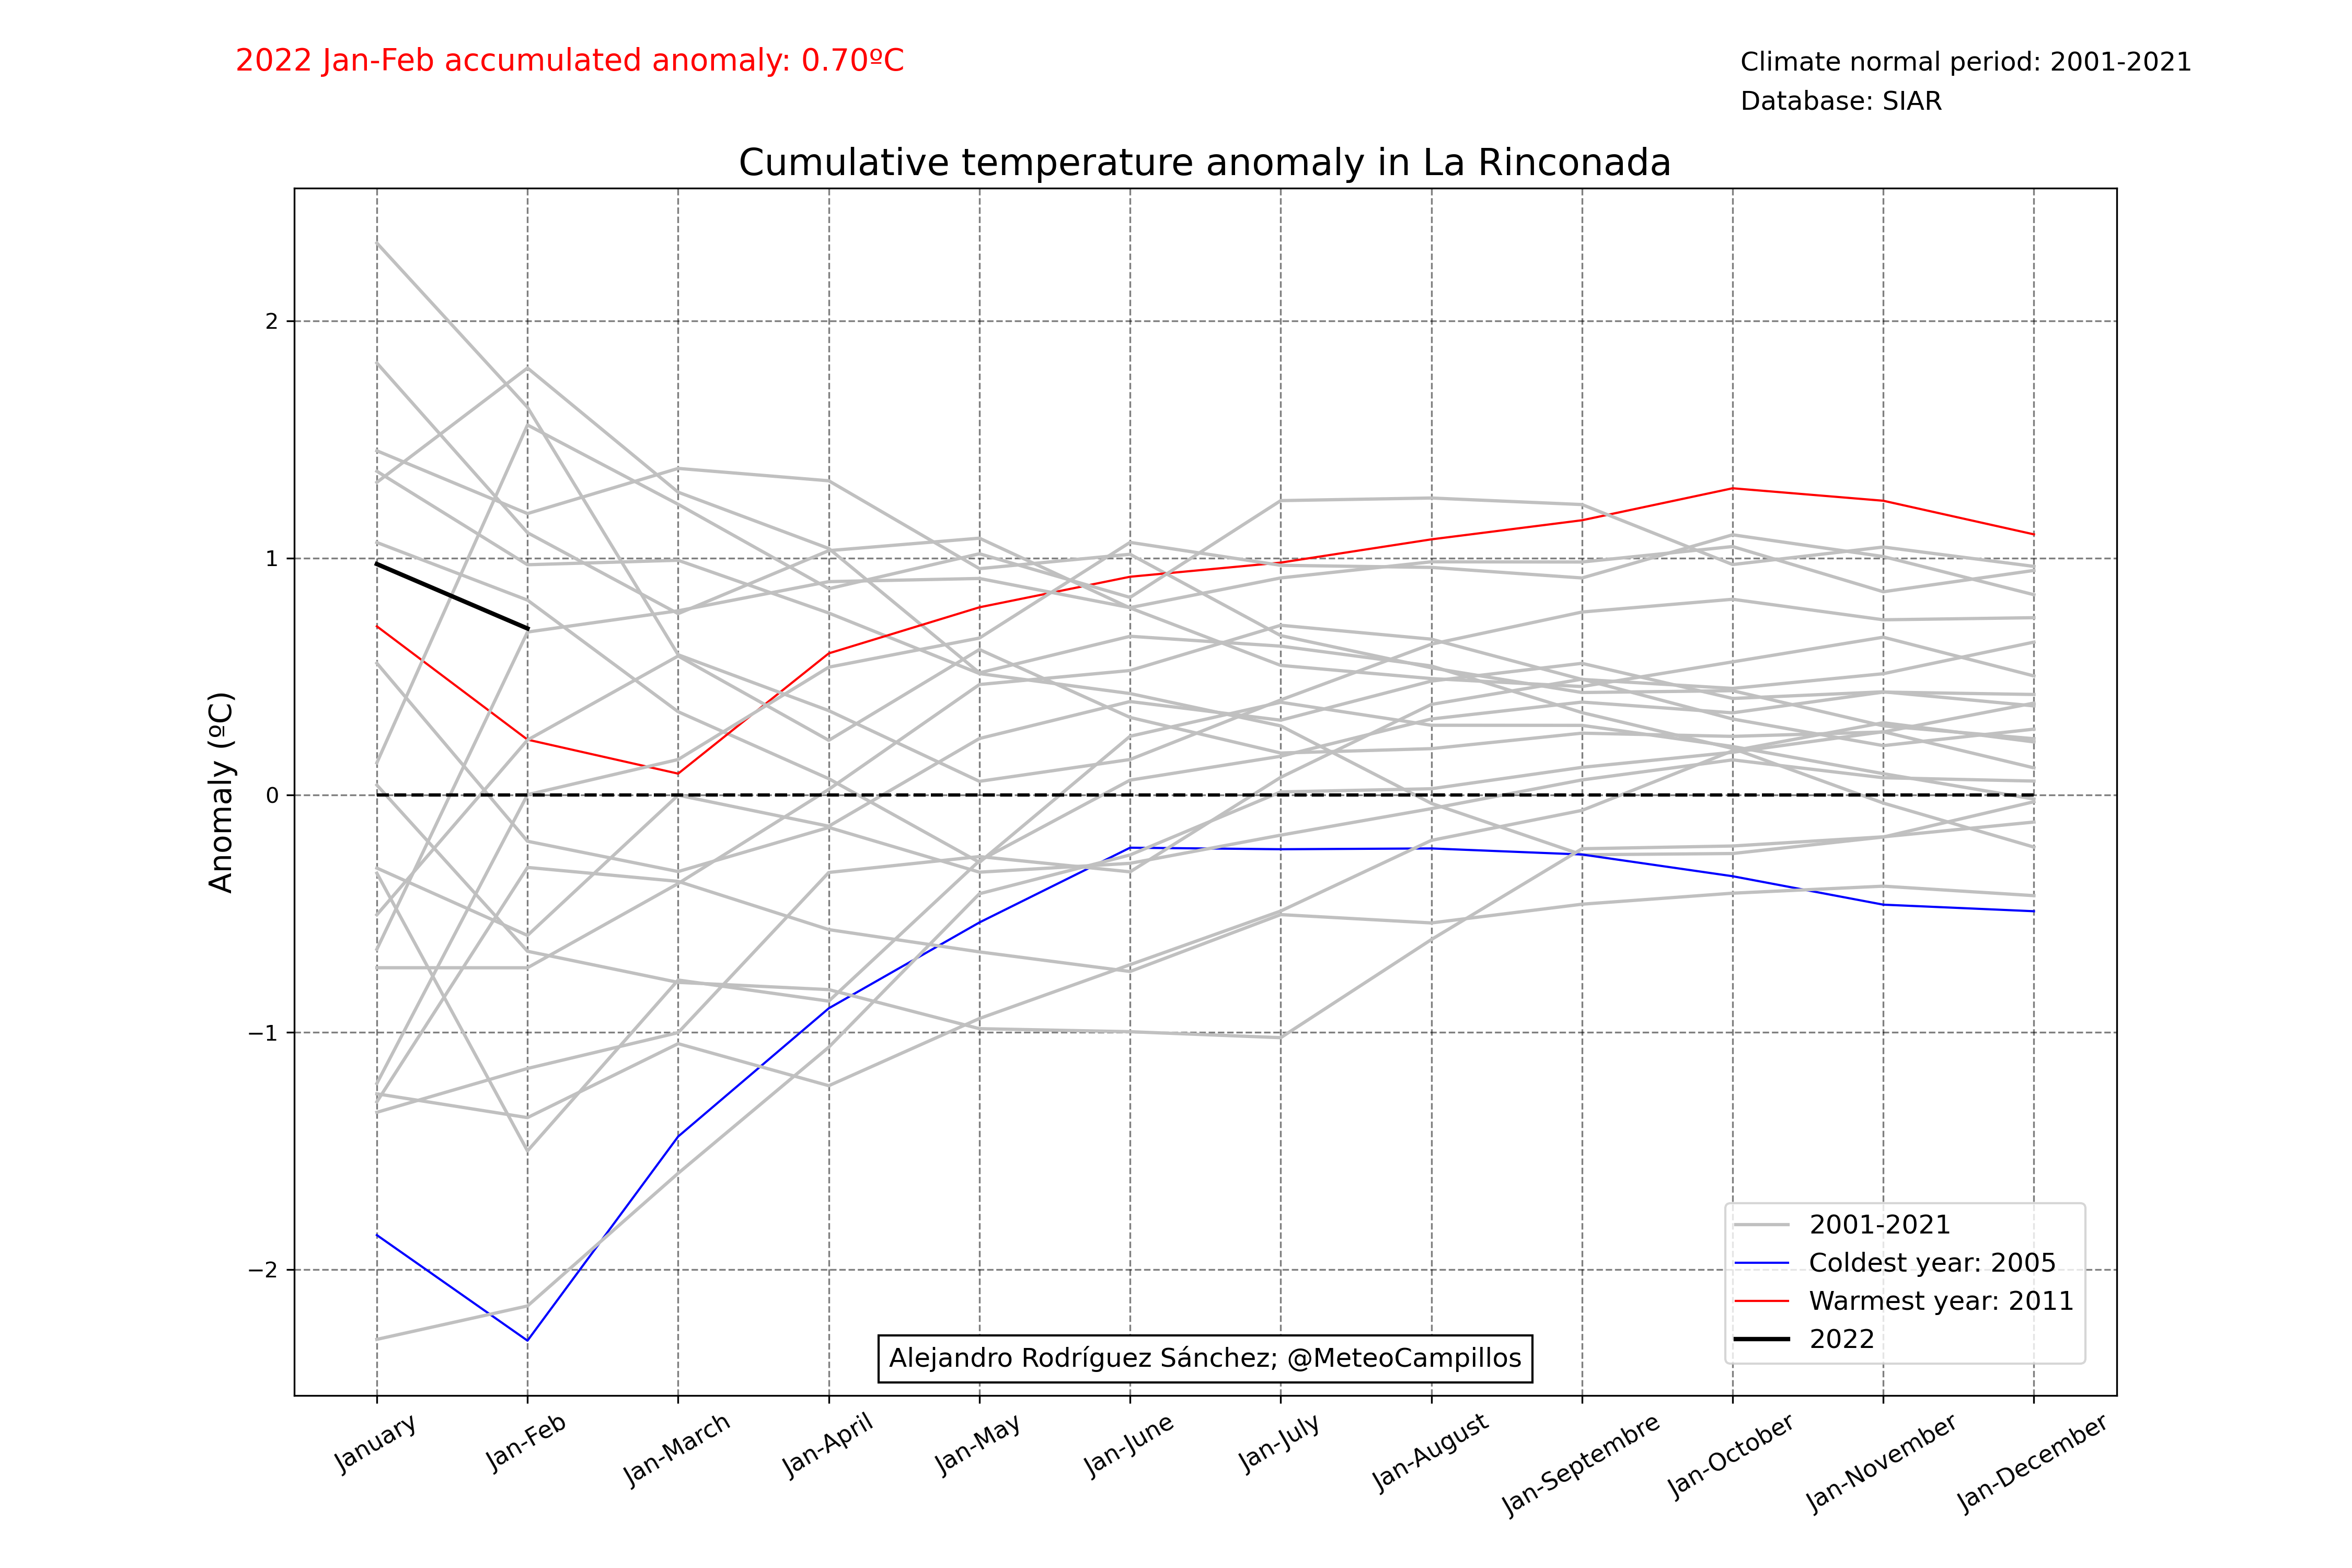 2022 Jan-Feb accumulated anomaly: 0.70ºC
Climate normal period: 2001-2021
Database: SIAR
Cumulative temperature anomaly in La Rinconada
Anomaly (ºC)
2
1
0
−1
−2
2001-2021
Coldest year: 2005
Warmest year: 2011
2022
Alejandro Rodríguez Sánchez; @MeteoCampillos
January
Jan-Feb
Jan-March
Jan-April
Jan-May
Jan-June
Jan-July
Jan-August
Jan-Septembre
Jan-October
Jan-November
Jan-December